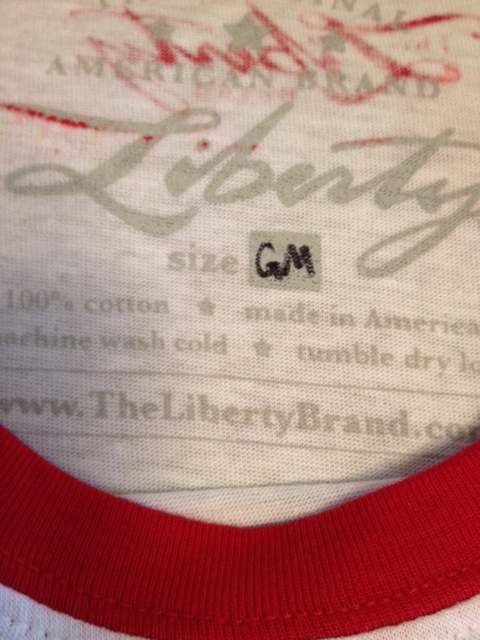 AMERICAN BRAND
Liberty
size GM
100% cotton ★ made in America
machine wash cold ★ tumble dry lo
www.TheLibertyBrand.co